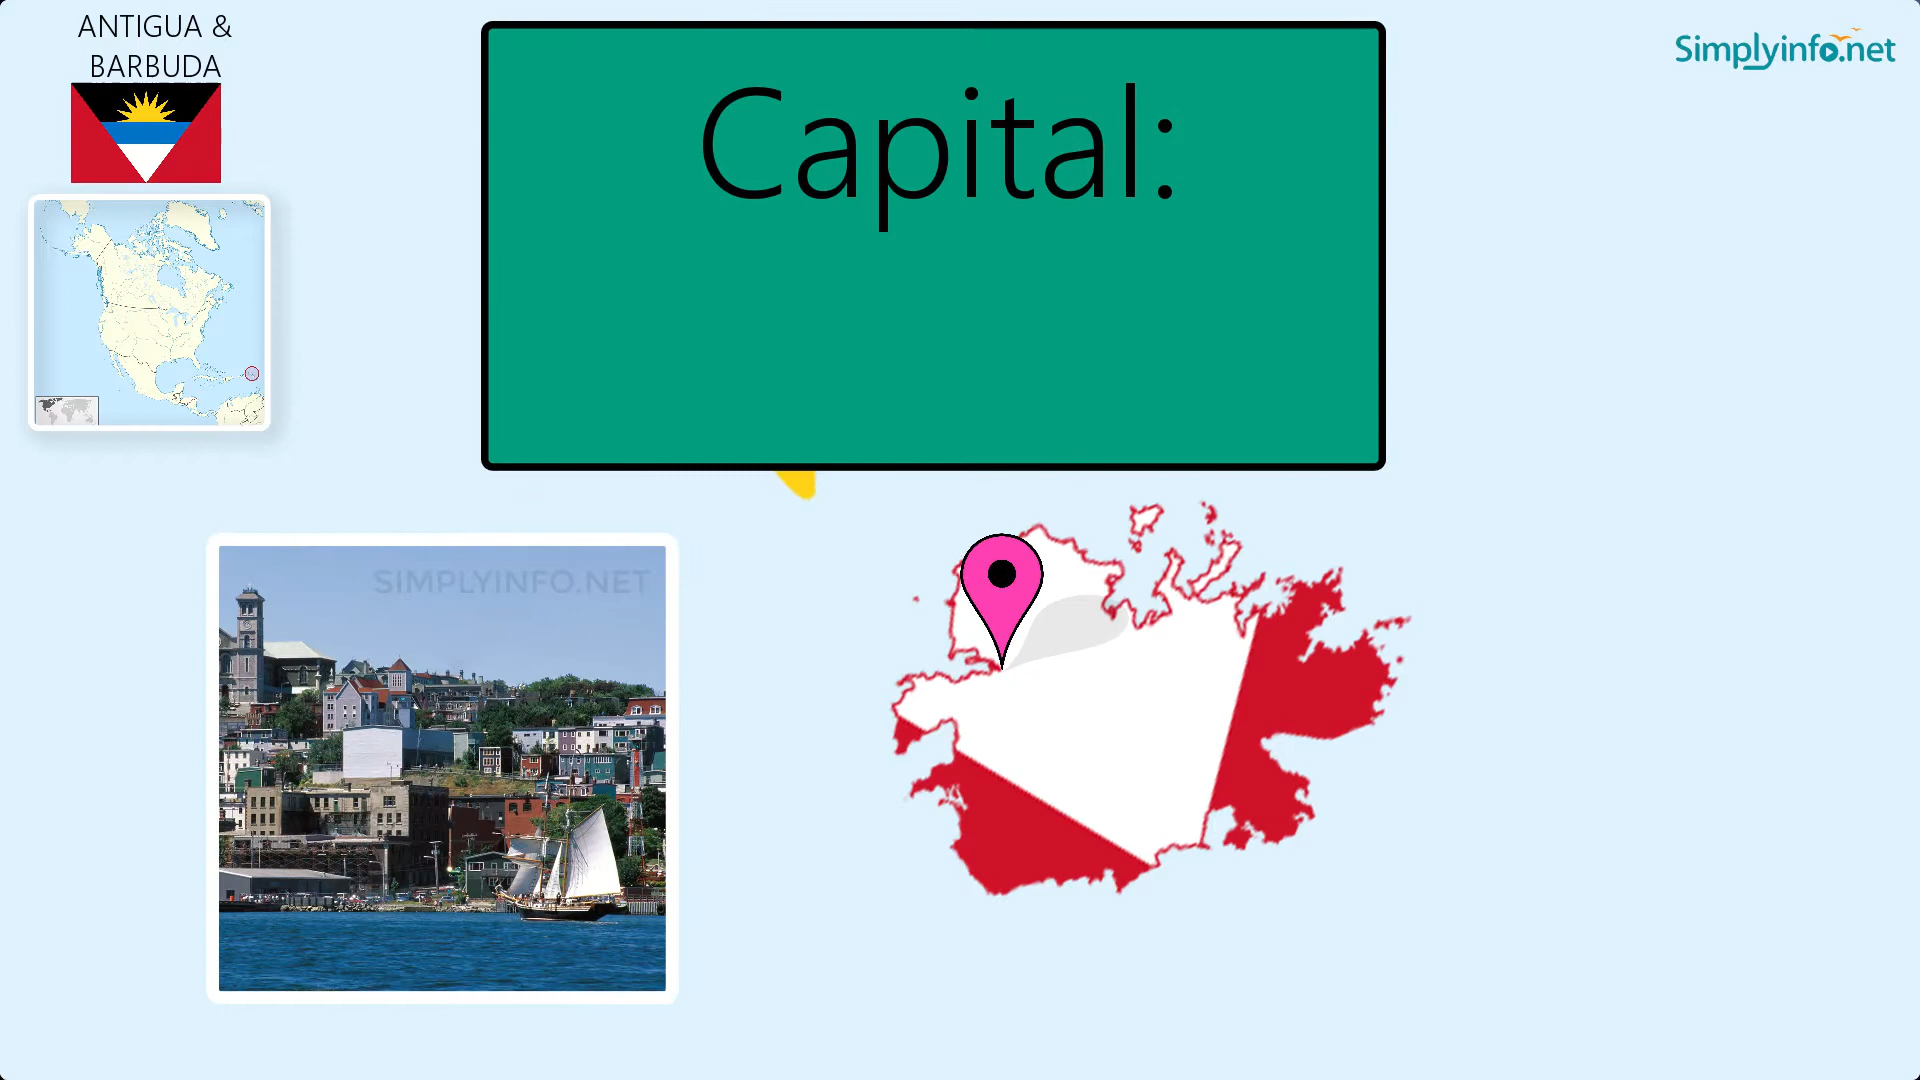 ANTIGUA &
BARBUDA
Capital:
Simplyinfo.net
SIMPLYINFO.NET